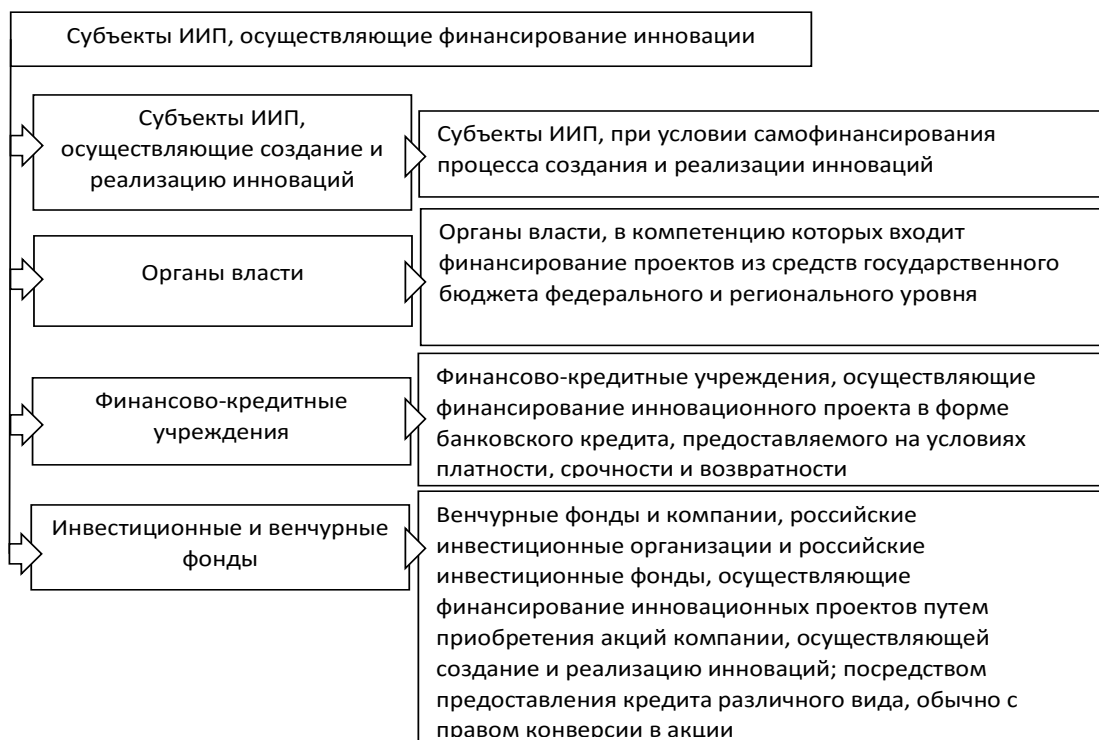 Субъекты ИИП, осуществляющие финансирование инновации
Субъекты ИИП,
осуществляющие создание и
реализацию инноваций
Субъекты ИИП, при условии самофинансирования
процесса создания и реализации инноваций
Органы власти
Органы власти, в компетенцию которых входит
финансирование проектов из средств государственного
бюджета федерального и регионального уровня
Финансово-кредитные
учреждения
Финансово-кредитные учреждения, осуществляющие
финансирование инновационного проекта в форме
банковского кредита, предоставляемого на условиях
платности, срочности и возвратности
Инвестиционные и венчурные
фонды
Венчурные фонды и компании, российские
инвестиционные организации и российские
инвестиционные фонды, осуществляющие
финансирование инновационных проектов путем
приобретения акций компании, осуществляющей
создание и реализацию инноваций; посредством
предоставления кредита различного вида, обычно с
правом конверсии в акции